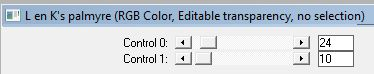 L en K's palmyre (RGB Color, Editable transparency, no selection)
Control 0: 24
Control 1: 10